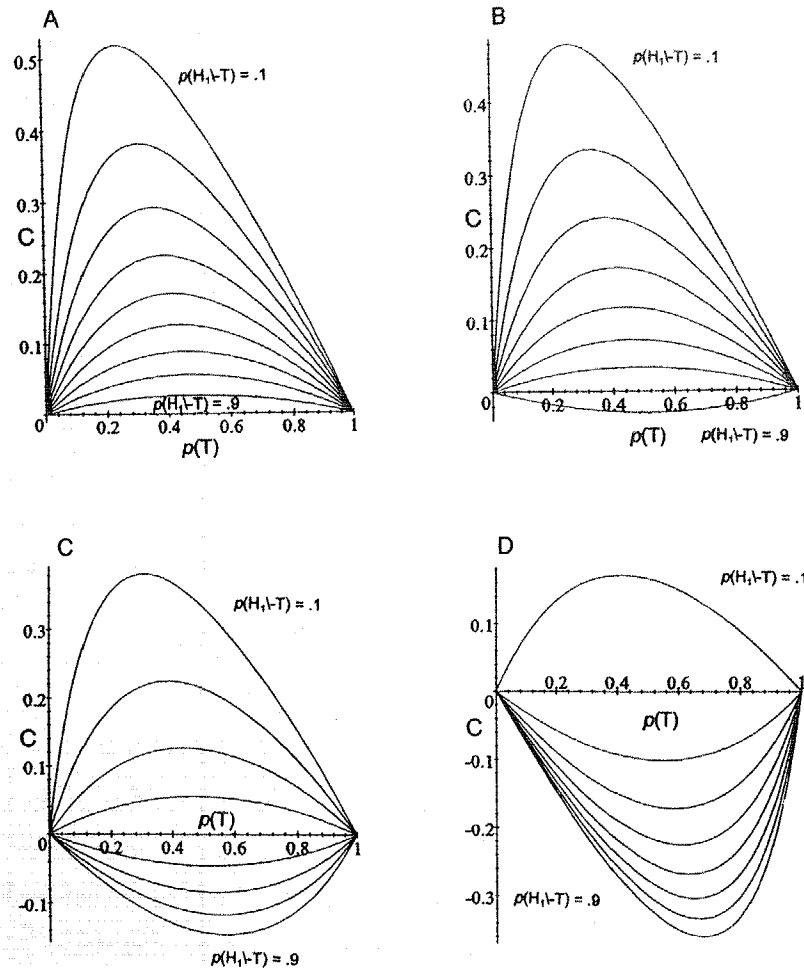 A
0.5
0.4
0.3
C
0.2
0.1
0
p(H₁\-T) = .1
p(H₁\-T) = .9
0.2 0.4 0.6 0.8 1
p(T)
B
0.4
0.3
0.2
C
0.1
0
p(H₁\-T) = .1
0.2 0.4 0.6 0.8 1
p(T) p(H₁\-T) = .9
C
0.3
0.2
C
0.1
0
-0.1
p(H₁\-T) = .1
p(T)
0.2 0.4 0.6 0.8 1
p(H₁\-T) = .9
D
p(H₁\-T) = .1
0.1
0.2 0.4 0.6 0.8 1
0
C
p(T)
-0.1
-0.2
-0.3
p(H₁\-T) = .9